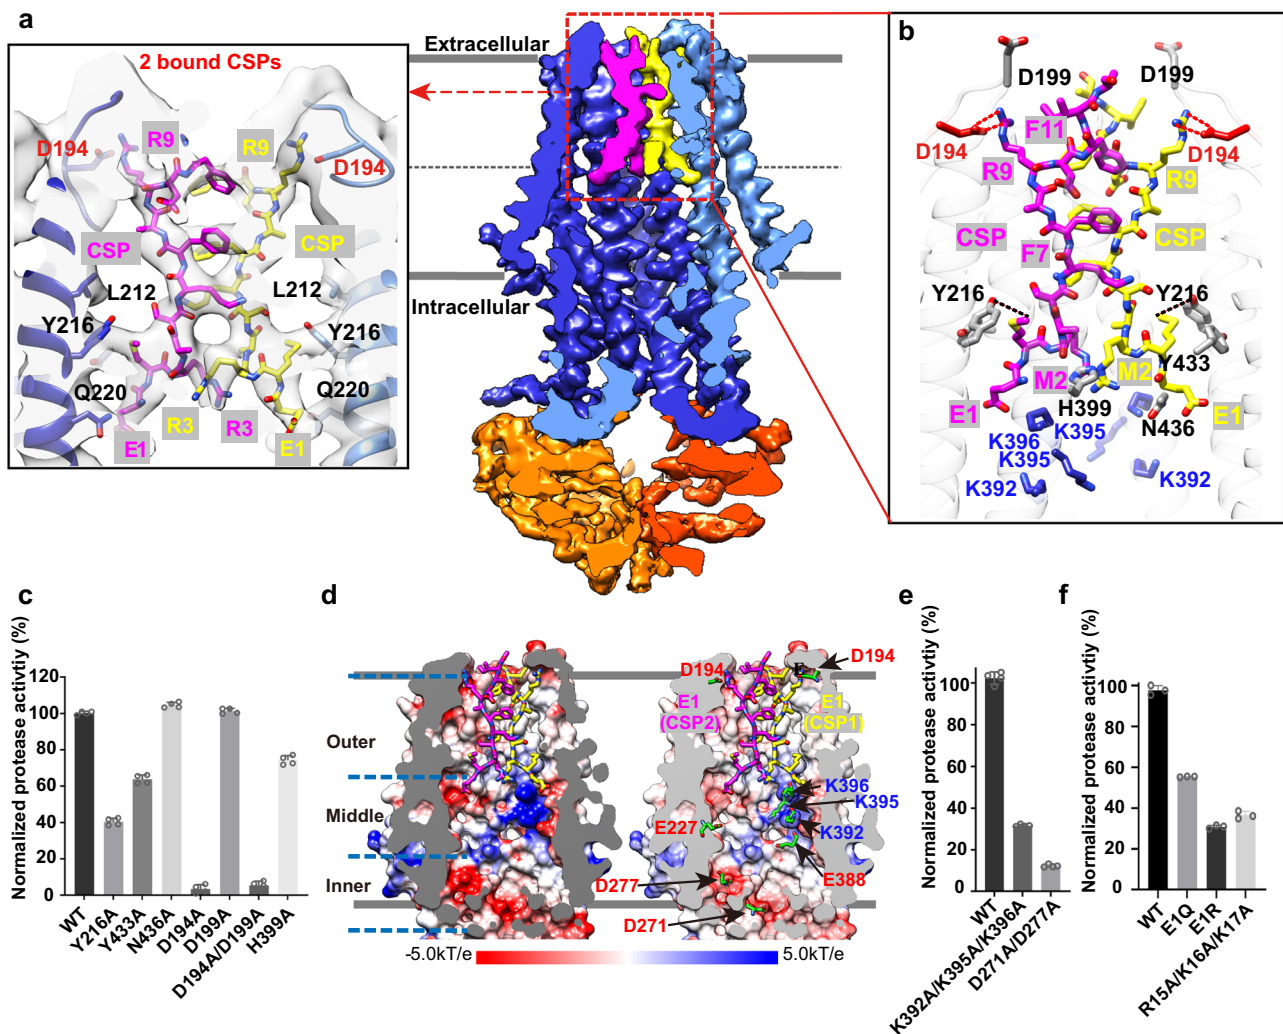 a
2 bound CSPs
D194
R9
R9
D194
CSP
CSP
L212
L212
Y216
Y216
Q220
Q220
E1
R3
R3
E1
Extracellular
Intracellular
b
D199
D199
F11
D194
D194
R9
R9
CSP
CSP
F7
Y216
Y216
Y433
M2
M2
E1
H399
E1
N436
K396
K395
K395
K392
K392
c
Normalized protease activtiy (%)
120
100
80
60
40
20
0
WT
Y216A
Y433A
N436A
D194A
D199A
D194A/D199A
H399A
d
Outer
Middle
Inner
D194
D194
E1
(CSP2)
E1
(CSP1)
K396
K395
K392
E227
E388
D277
D271
-5.0kT/e
5.0kT/e
e
Normalized protease activtiy (%)
100
80
60
40
20
0
WT
K392A/K395A/K396A
D271A/D277A
f
Normalized protease activtiy (%)
100
80
60
40
20
0
WT
E1Q
E1R
R15A/K16A/K17A